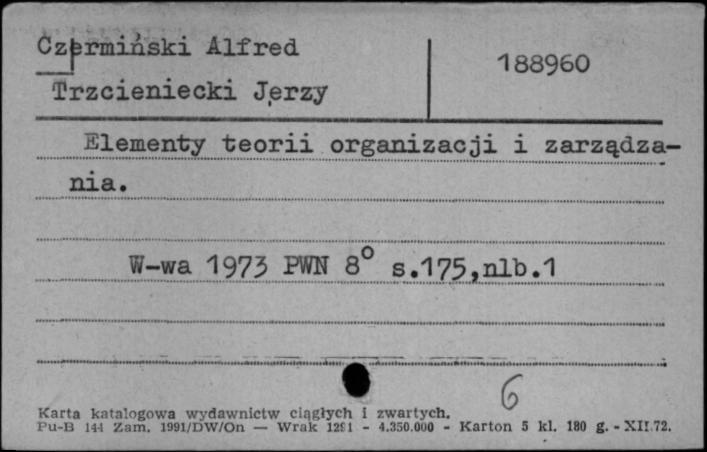 Czermiński Alfred
188960
Trzcieniecki Jerzy
Elementy teorii organizacji i zarządza-
nia.
W-wa 1973 PWN 8° s.175,nlb.1
6
Karta katalogowa wydawnictw ciągłych i zwartych.
Pu-B 144 Zam. 1991/DW/On — Wrak 1291 - 4.350.000 - Karton 5 kl. 180 g. - XII.72.